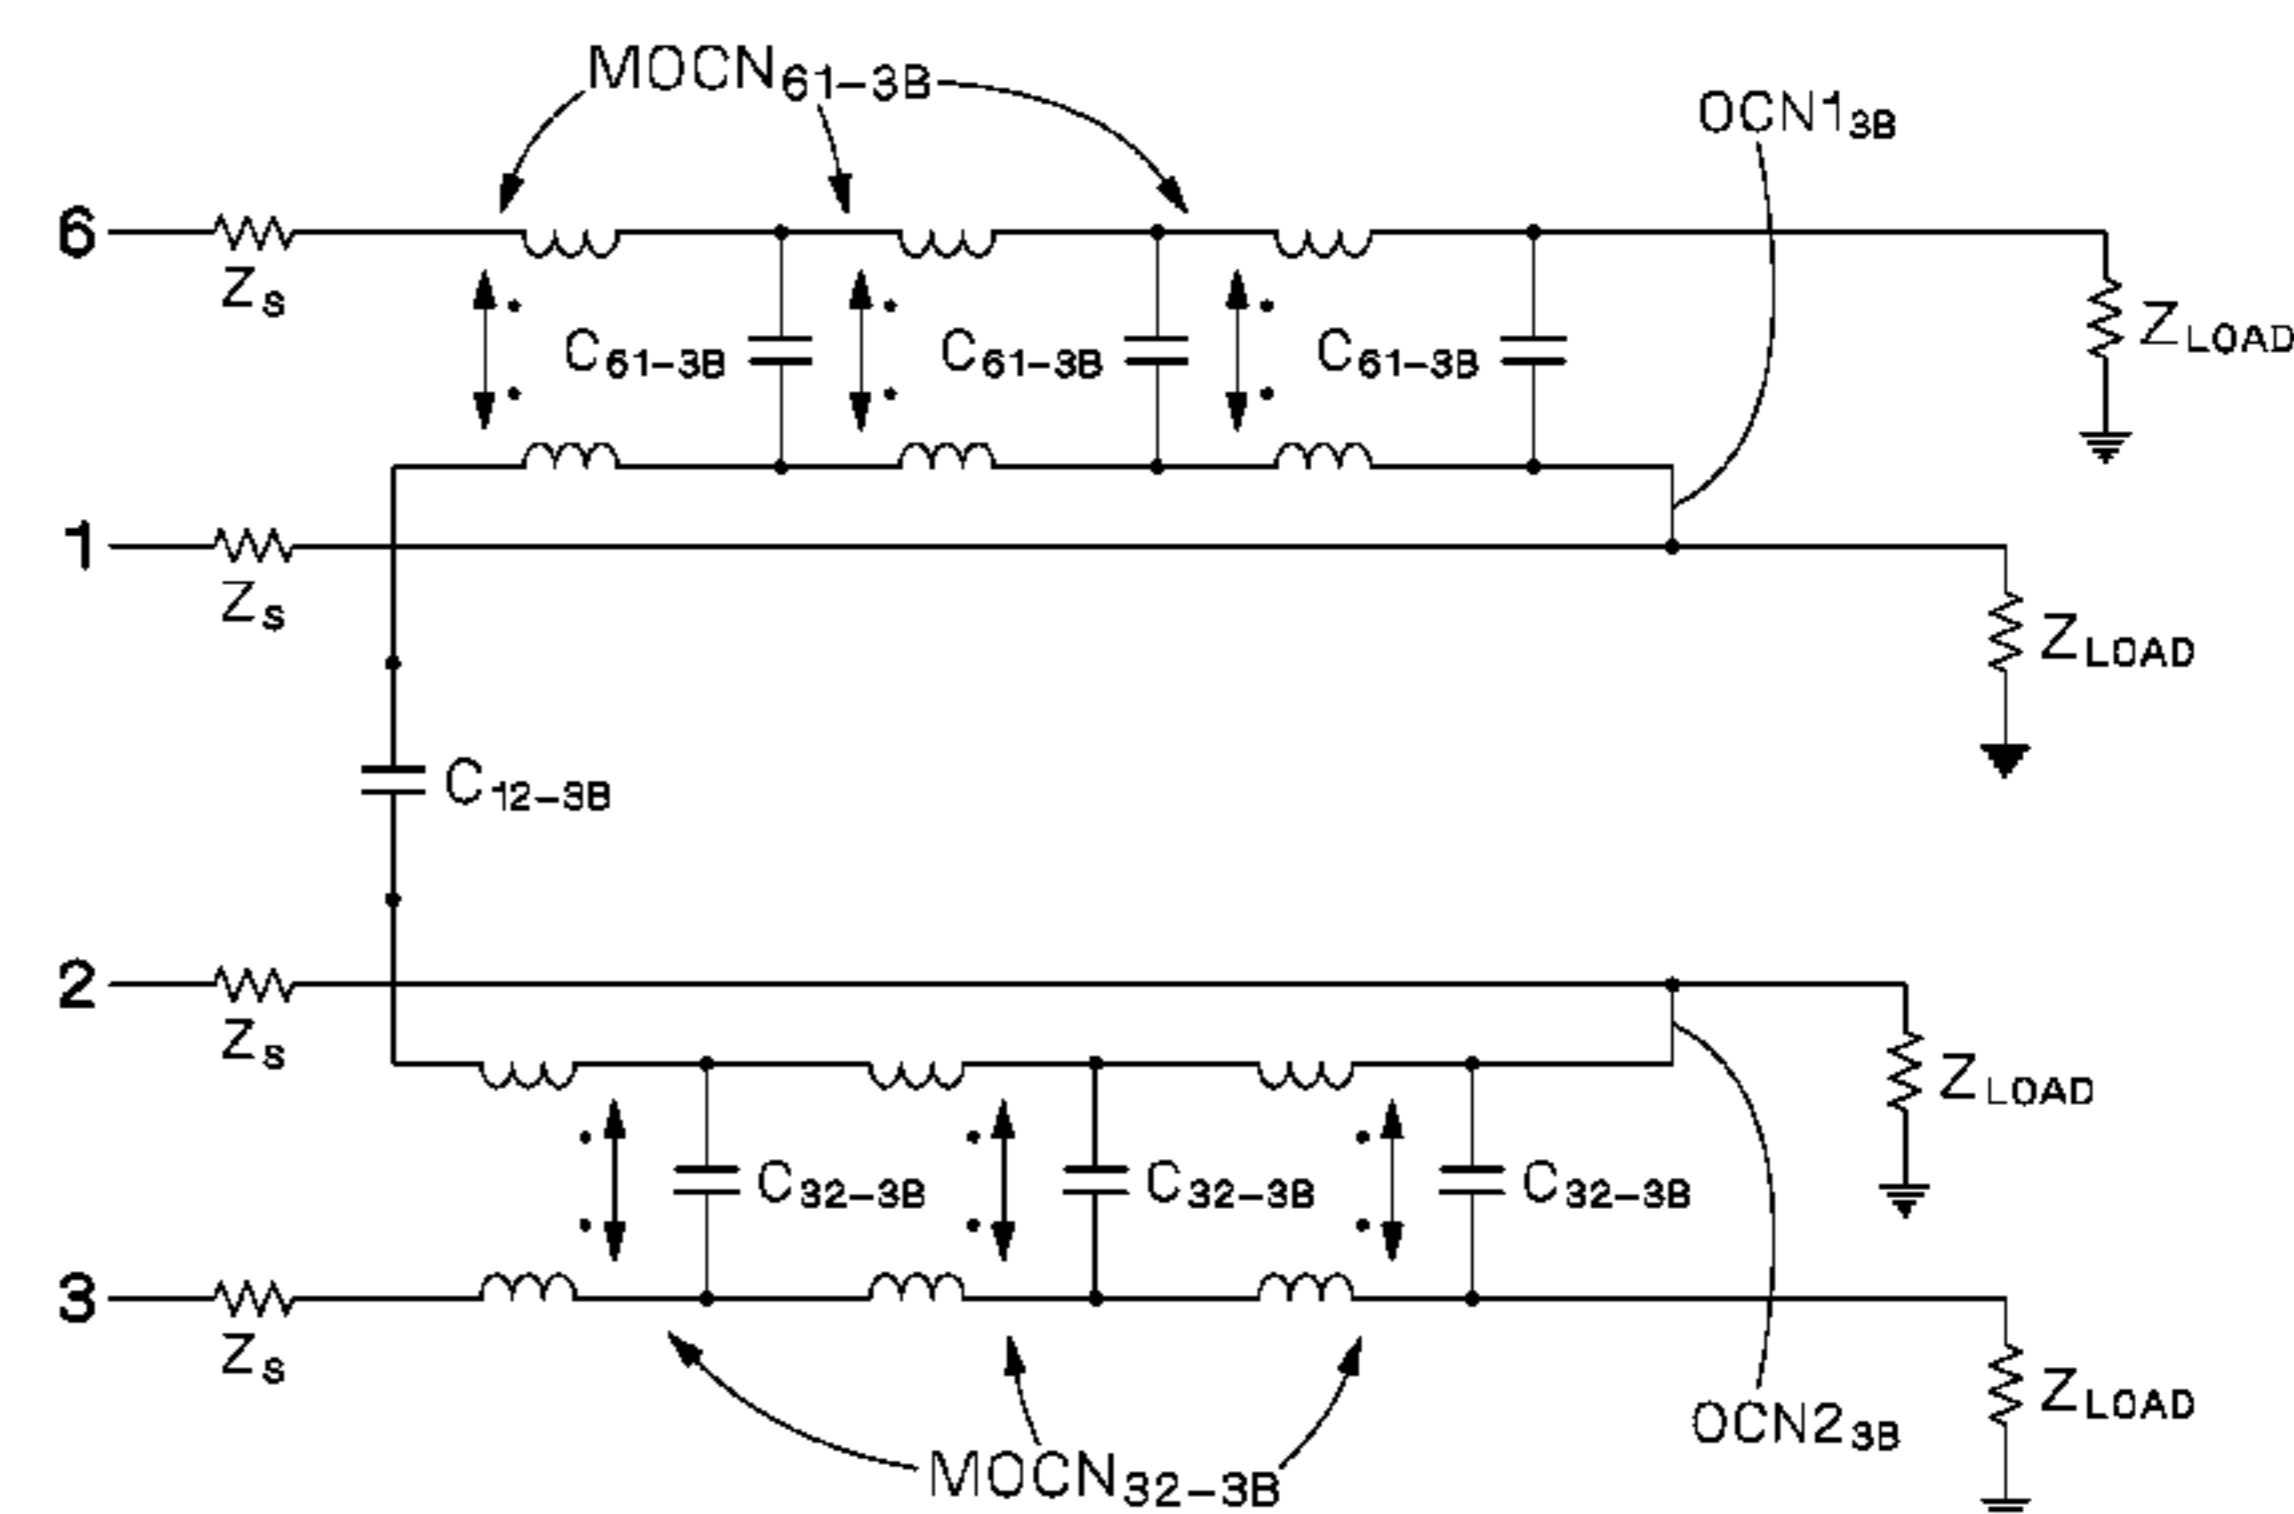 MOCN61-3B
OCN13B
6
ZS
C61-3B
C61-3B
C61-3B
ZLOAD
1
ZS
ZLOAD
C12-3B
2
ZS
ZLOAD
C32-3B
C32-3B
C32-3B
3
ZS
ZLOAD
OCN23B
MOCN32-3B